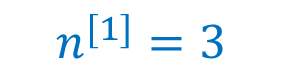 n^[1] = 3